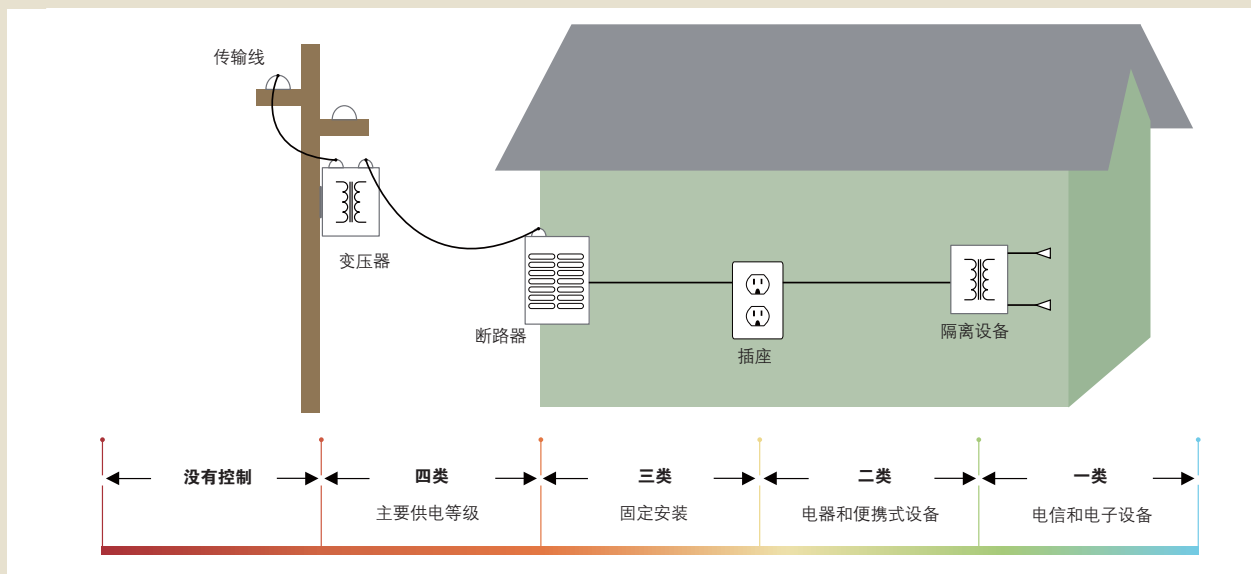 传输线
变压器
断路器
插座
隔离设备
没有控制
四类
三类
二类
一类
主要供电等级
固定安装
电器和便携式设备
电信和电子设备